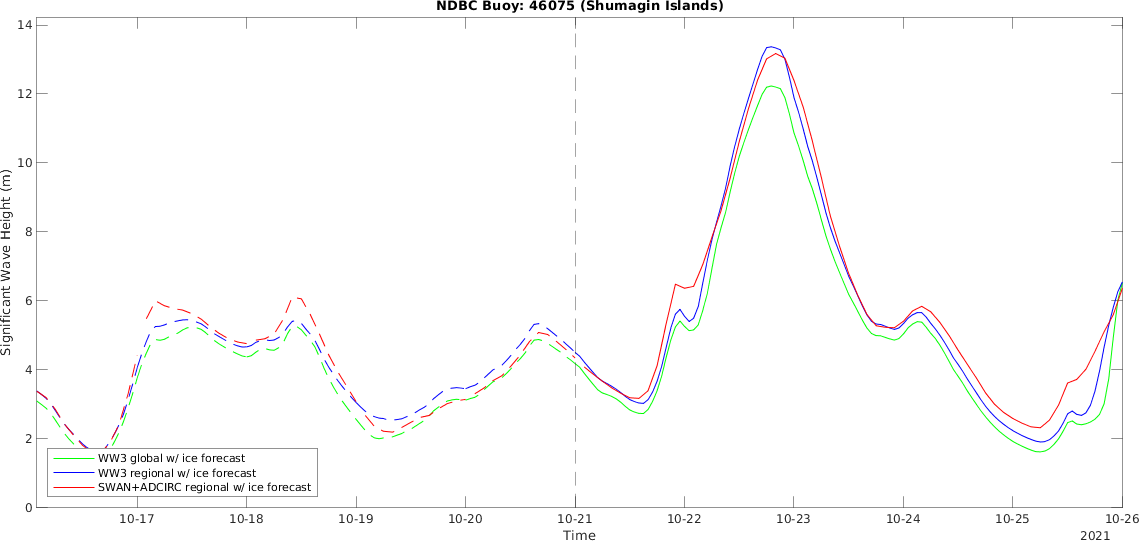 NDBC Buoy: 46075 (Shumagin Islands)
14
12
10
8
6
4
2
0
Significant Wave Height (m)
WW3 global w/ ice forecast
WW3 regional w/ ice forecast
SWAN+ADCIRC regional w/ ice forecast
10-17 10-18 10-19 10-20 10-21 10-22 10-23 10-24 10-25 10-26
Time
2021